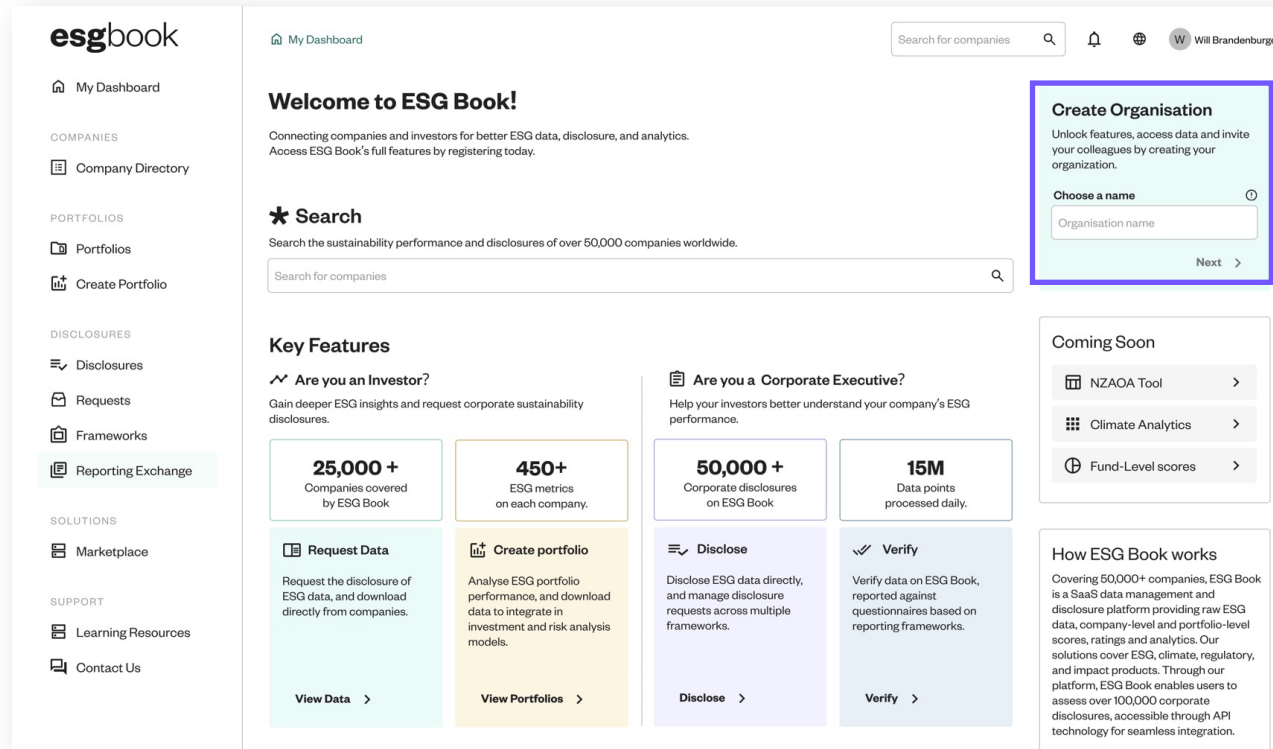 esgbook
My Dashboard
COMPANIES
Company Directory
PORTFOLIOS
Portfolios
Create Portfolio
DISCLOSURES
Disclosures
Requests
Frameworks
Reporting Exchange
SOLUTIONS
Marketplace
SUPPORT
Learning Resources
Contact Us
My Dashboard
Search for companies
W
Will Brandenburge
Welcome to ESG Book!
Connecting companies and investors for better ESG data, disclosure, and analytics.
Access ESG Book's full features by registering today.
Search
Search the sustainability performance and disclosures of over 50,000 companies worldwide.
Search for companies
Key Features
Are you an Investor?
Gain deeper ESG insights and request corporate sustainability
disclosures.
25,000 +
Companies covered
by ESG Book
450+
ESG metrics
on each company.
Request Data
Request the disclosure of
ESG data, and download
directly from companies.
View Data
Create portfolio
Analyse ESG portfolio
performance, and download
data to integrate in
investment and risk analysis
models.
View Portfolios
Are you a Corporate Executive?
Help your investors better understand your company's ESG
performance.
50,000 +
Corporate disclosures
on ESG Book
15M
Data points
processed daily.
Disclose
Disclose ESG data directly,
and manage disclosure
requests across multiple
frameworks.
Disclose
Verify
Verify data on ESG Book,
reported against
questionnaires based on
reporting frameworks.
Verify
Create Organisation
Unlock features, access data and invite
your colleagues by creating your
organization.
Choose a name
Organisation name
Next
Coming Soon
NZAOA Tool
Climate Analytics
Fund-Level scores
How ESG Book works
Covering 50,000+ companies, ESG Book
is a SaaS data management and
disclosure platform providing raw ESG
data, company-level and portfolio-level
scores, ratings and analytics. Our
solutions cover ESG, climate, regulatory,
and impact products. Through our
platform, ESG Book enables users to
assess over 100,000 corporate
disclosures, accessible through API
technology for seamless integration.